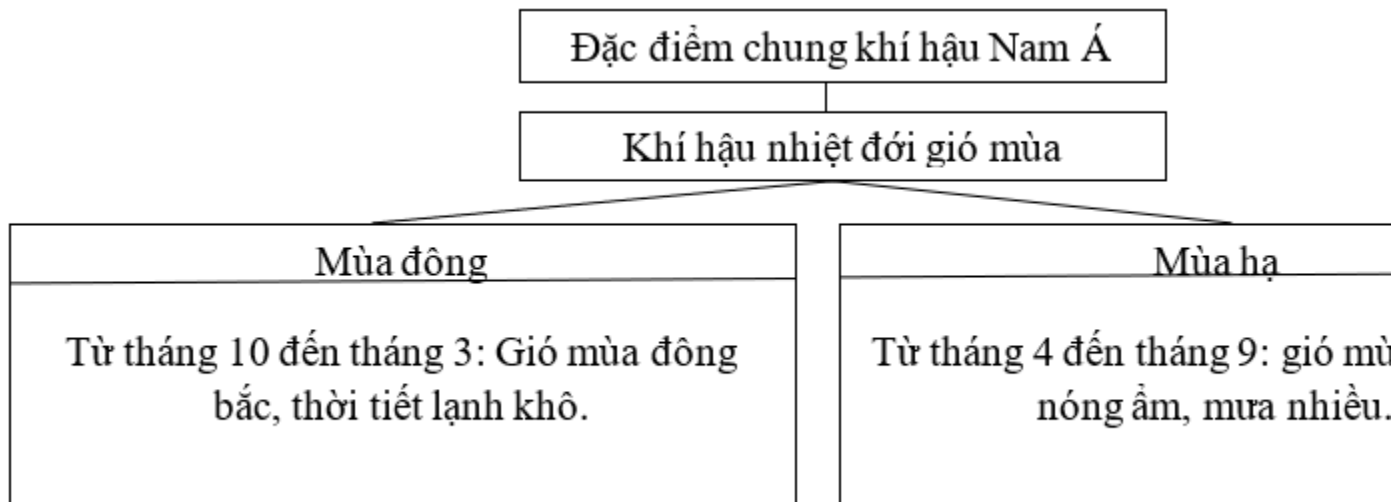 Đặc điểm chung khí hậu Nam Á
Khí hậu nhiệt đới gió mùa
Mùa đông
Từ tháng 10 đến tháng 3: Gió mùa đông
bắc, thời tiết lạnh khô.
Mùa hạ
Từ tháng 4 đến tháng 9: gió
nóng ẩm, mưa nhiều.